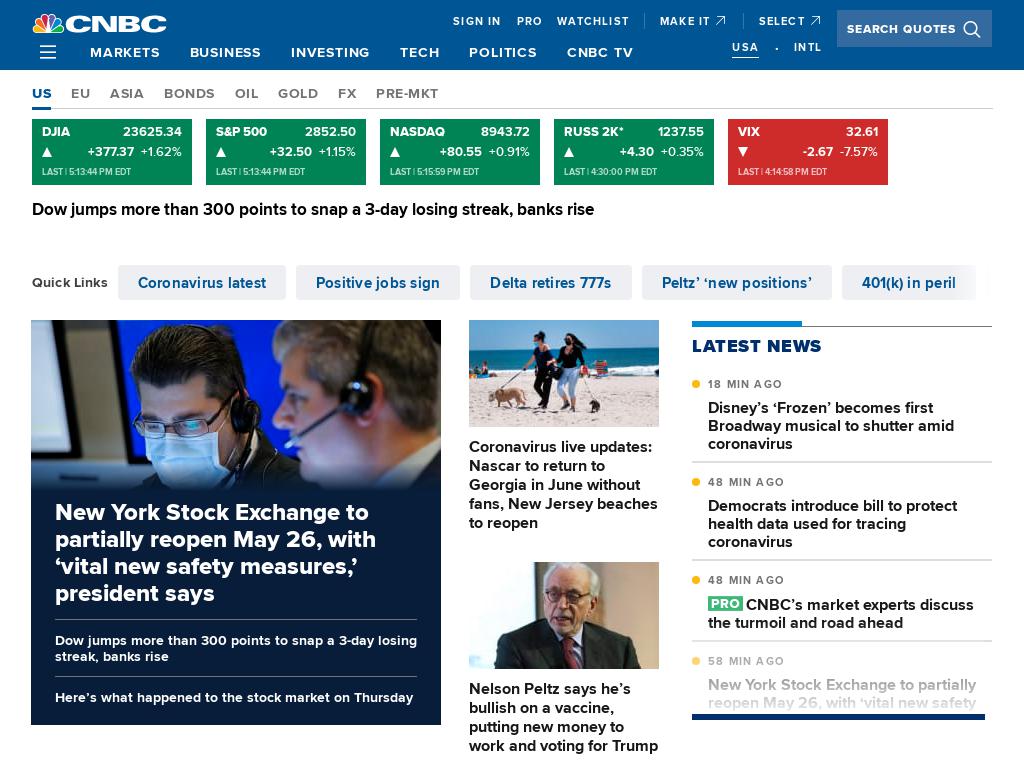 CNBC
SIGN IN PRO WATCHLIST MAKE IT SELECT
SEARCH QUOTES
MARKETS BUSINESS INVESTING TECH POLITICS CNBC TV
USA · INTL
US EU ASIA BONDS OIL GOLD FX PRE-MKT
DJIA 23625.34
▲ +377.37 +1.62%
LAST | 5:13:44 PM EDT
S&P 500 2852.50
▲ +32.50 +1.15%
LAST | 5:13:44 PM EDT
NASDAQ 8943.72
▲ +80.55 +0.91%
LAST | 5:15:59 PM EDT
RUSS 2K* 1237.55
▲ +4.30 +0.35%
LAST | 4:30:00 PM EDT
VIX 32.61
▼ -2.67 -7.57%
LAST | 4:14:58 PM EDT
Dow jumps more than 300 points to snap a 3-day losing streak, banks rise
Quick Links Coronavirus latest Positive jobs sign Delta retires 777s Peltz’ ‘new positions’ 401(k) in peril
New York Stock Exchange to
partially reopen May 26, with
‘vital new safety measures,’
president says
Dow jumps more than 300 points to snap a 3-day losing
streak, banks rise
Here’s what happened to the stock market on Thursday
Coronavirus live updates:
Nascar to return to
Georgia in June without
fans, New Jersey beaches
to reopen
Nelson Peltz says he’s
bullish on a vaccine,
putting new money to
work and voting for Trump
LATEST NEWS
18 MIN AGO
Disney’s ‘Frozen’ becomes first
Broadway musical to shutter amid
coronavirus
48 MIN AGO
Democrats introduce bill to protect
health data used for tracing
coronavirus
48 MIN AGO
PRO CNBC’s market experts discuss
the turmoil and road ahead
58 MIN AGO
New York Stock Exchange to partially
reopen May 26, with ‘vital new safety